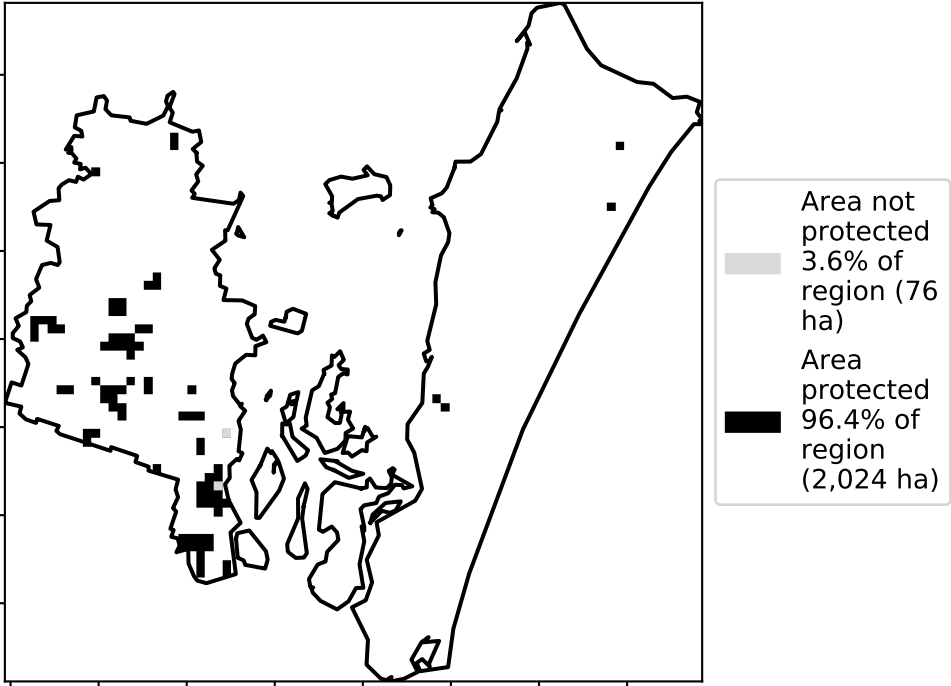 Area not
protected
3.6% of
region (76
ha)
Area
protected
96.4% of
region
(2,024 ha)